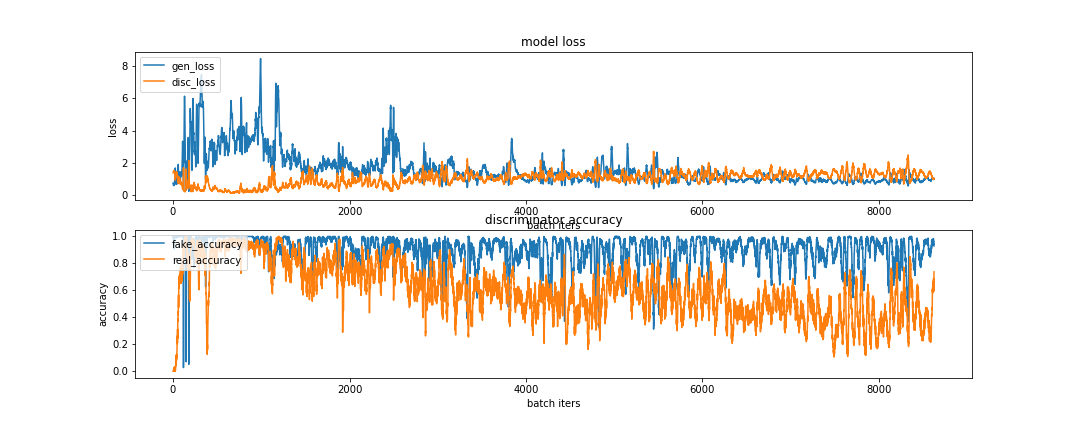 model loss
gen_loss
disc_loss
loss
8
6
4
2
0
0 2000 4000 6000 8000
batch iters
discriminator accuracy
fake_accuracy
real_accuracy
accuracy
1.0
0.8
0.6
0.4
0.2
0.0
0 2000 4000 6000 8000
batch iters